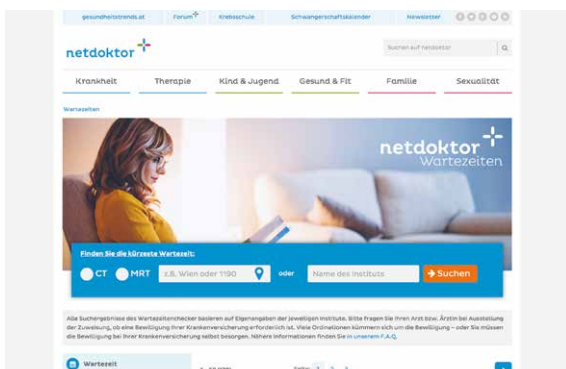 gesundheitstrends.at Forum Krebsschule Schwangerschaftskalender Newsletter
netdoktor
Suchen auf netdoktor
Krankheit Therapie Kind & Jugend Gesund & Fit Familie Sexualität
Wartezeiten
netdoktor
Wartezeiten
Finden Sie die kürzeste Wartezeit:
CT MRT z.B. Wien oder 1190 oder Name des Instituts Suchen
Alle Suchergebnisse des Wartezeitenchecker basieren auf Eigenangaben der jeweiligen Institute. Bitte fragen Sie Ihren Arzt bzw. Ärztin bei Ausstellung
der Zuweisung, ob eine Bewilligung Ihrer Krankenversicherung erforderlich ist. Viele Ordinationen kümmern sich um die Bewilligung – oder Sie müssen
die Bewilligung bei Ihrer Krankenversicherung selbst besorgen. Nähere Informationen finden Sie in unserem F.A.Q.
Wartezeit